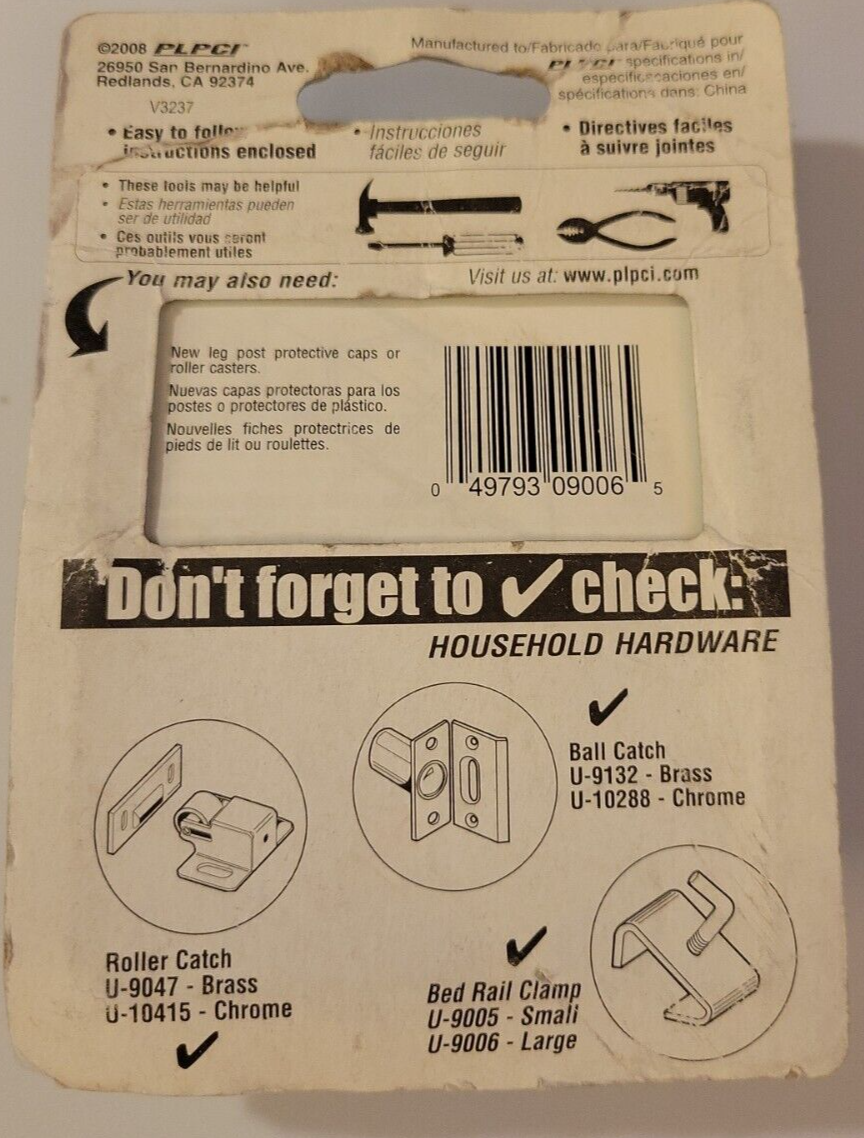 ©2008 PLPCI™
26950 San Bernardino Ave.
Redlands, CA 92374
V3237
Manufactured to/Fabricado para/Fabriqué pour
PLPCI specifications in/
en/
spécifications dans: China
• Easy to follow
instructions enclosed
• Instrucciones
fáciles de seguir
• Directives faciles
à suivre jointes
• These tools may be helpful
• Estas herramientas pueden
ser de utilidad
• Ces outils vous seront
probablement utiles
You may also need:
Visit us at: www.plpci.com
New leg post protective caps or
roller casters.
Nuevas capas protectoras para los
postes o protectores de plástico.
Nouvelles fiches protectrices de
pieds de lit ou roulettes.
0 49793 09006 5
Don't forget to ✓ check:
HOUSEHOLD HARDWARE
Ball Catch
U-9132 - Brass
U-10288 - Chrome
Roller Catch
U-9047 - Brass
U-10415 - Chrome
Bed Rail Clamp
U-9005 - Small
U-9006 - Large